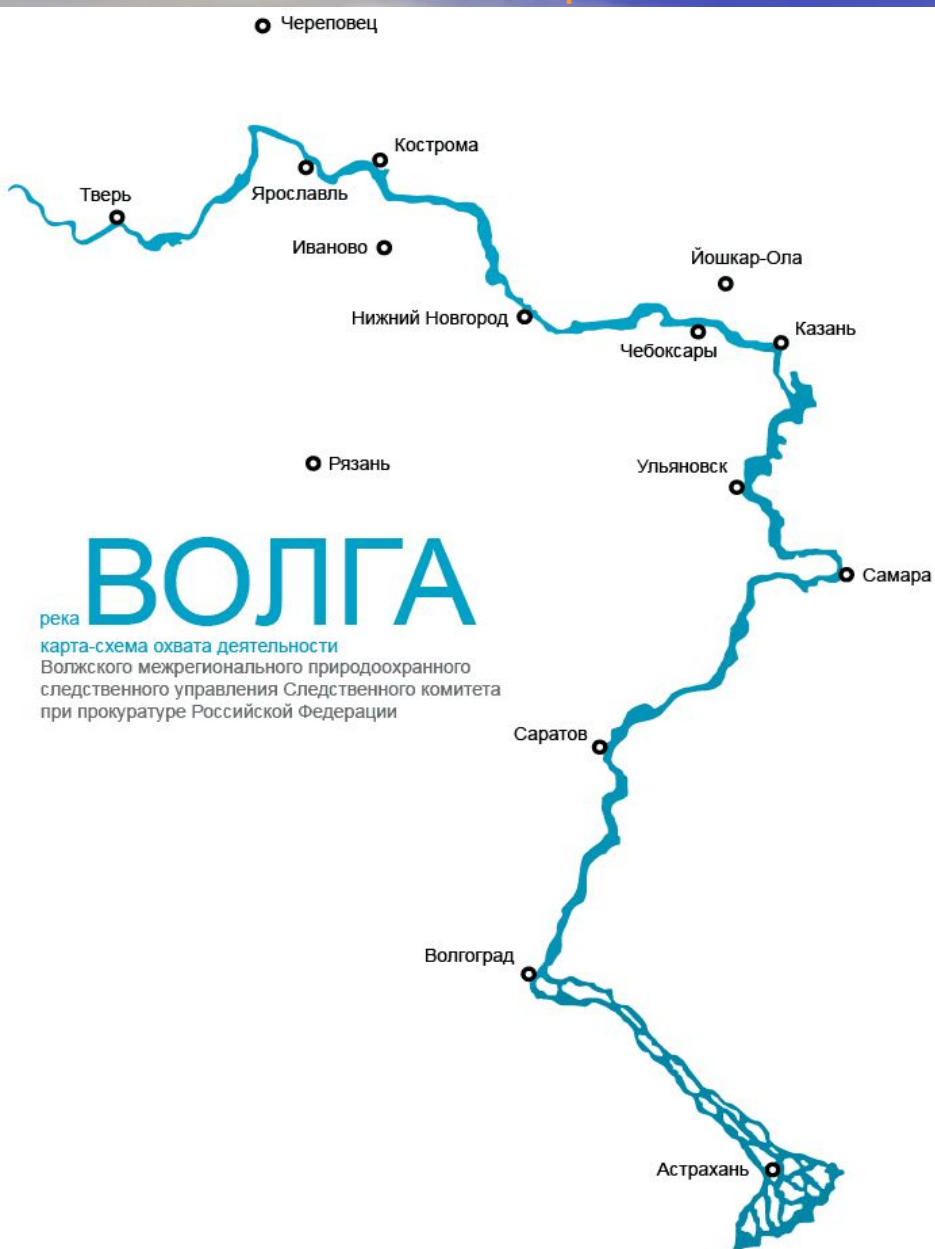 Череповец
Кострома
Тверь
Ярославль
Иваново
Йошкар-Ола
Нижний Новгород
Казань
Чебоксары
Рязань
Ульяновск
река ВОЛГА
Самара
карта-схема охвата деятельности
Волжского межрегионального природоохранного
следственного управления Следственного комитета
при прокуратуре Российской Федерации
Саратов
Волгоград
Астрахань